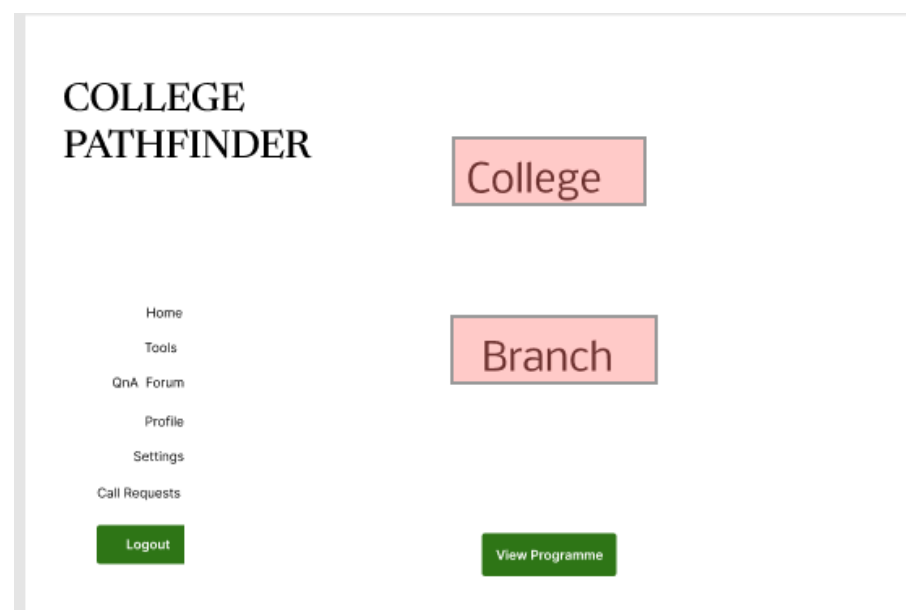 COLLEGE
PATHFINDER
College
Branch
Home
Tools
QnA Forum
Profile
Settings
Call Requests
Logout
View Programme